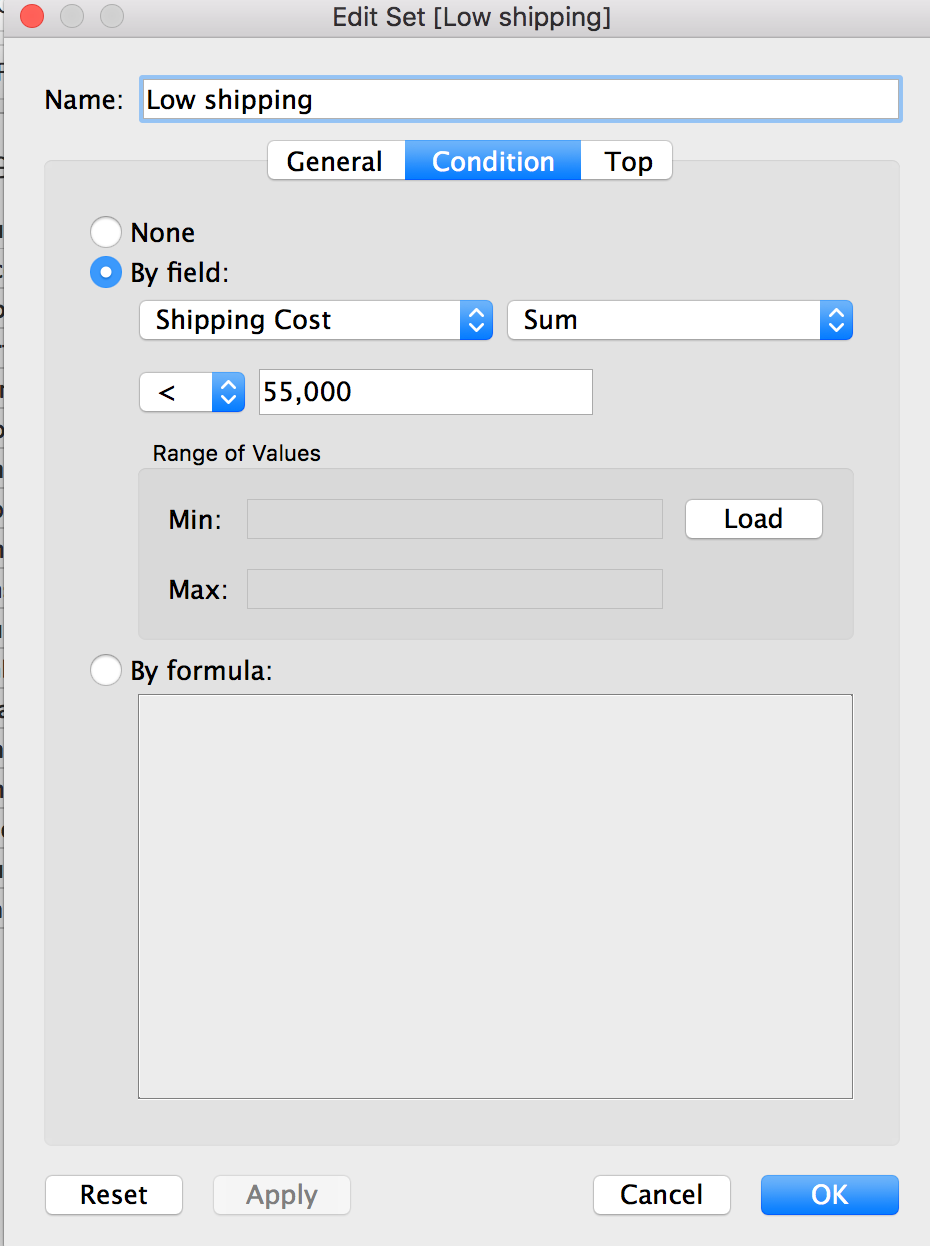 Edit Set [Low shipping]
Name: Low shipping
General Condition Top
None
By field:
Shipping Cost Sum
< 55,000
Range of Values
Min: Load
Max:
By formula:
Reset Apply Cancel OK